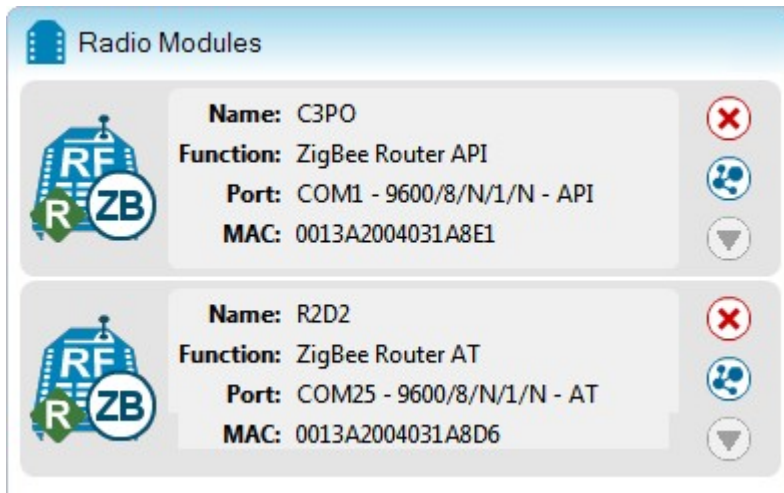 Radio Modules
RF
R
ZB
Name: C3PO
Function: ZigBee Router API
Port: COM1 - 9600/8/N/1/N - API
MAC: 0013A2004031A8E1
RF
R
ZB
Name: R2D2
Function: ZigBee Router AT
Port: COM25 - 9600/8/N/1/N - AT
MAC: 0013A2004031A8D6